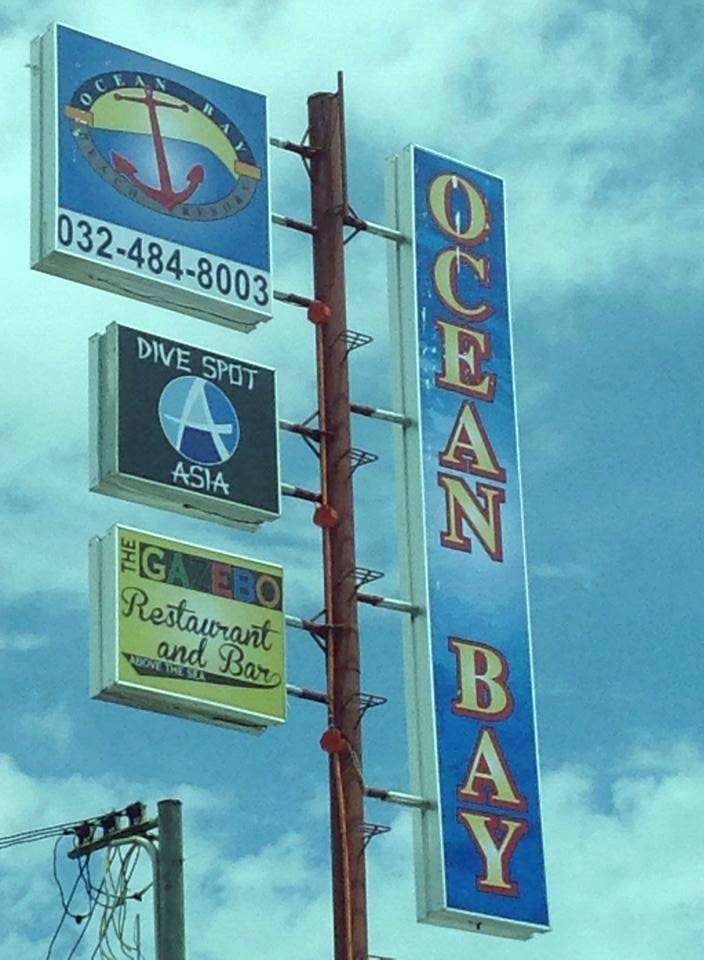 OCEAN BAY
BEACH RESORT
032-484-8003
DIVE SPOT
A
ASIA
THE
GAZEBO
Restaurant
and Bar
ABOVE THE SEA
OCEAN BAY